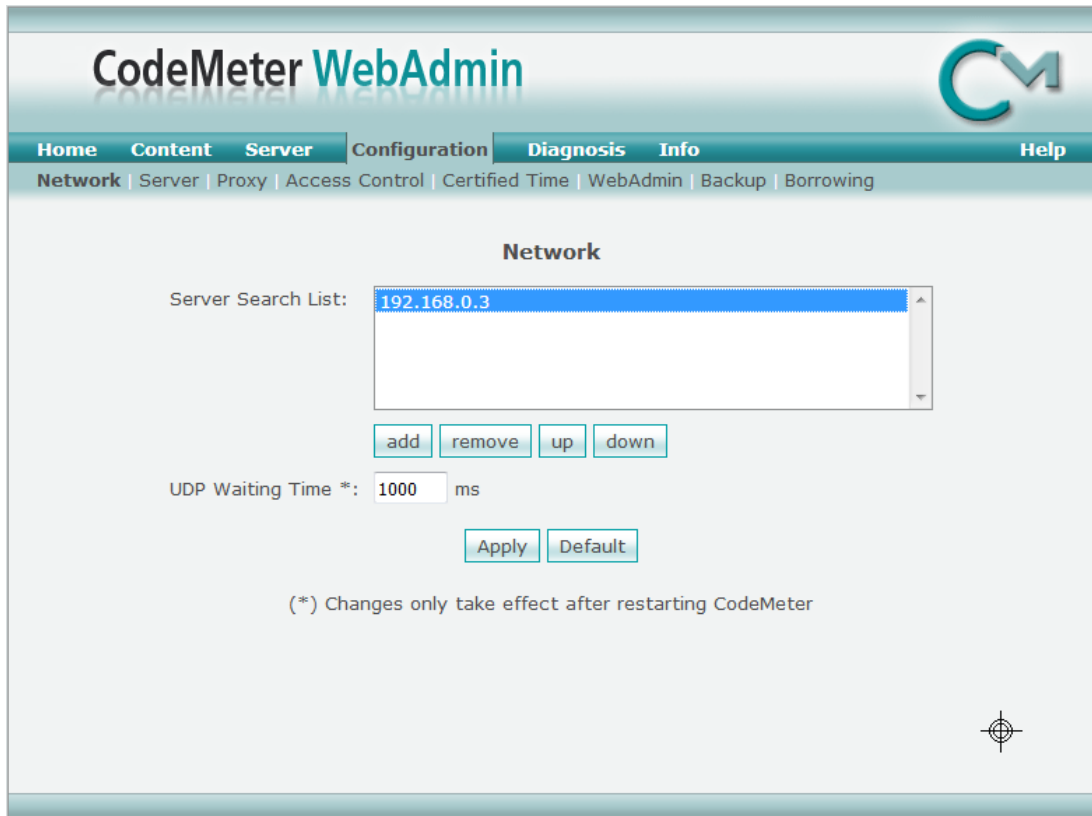 CodeMeter WebAdmin
CM
Home Content Server Configuration Diagnosis Info Help
Network | Server | Proxy | Access Control | Certified Time | WebAdmin | Backup | Borrowing
Network
Server Search List:
192.168.0.3
add remove up down
UDP Waiting Time *: 1000 ms
Apply Default
(*) Changes only take effect after restarting CodeMeter